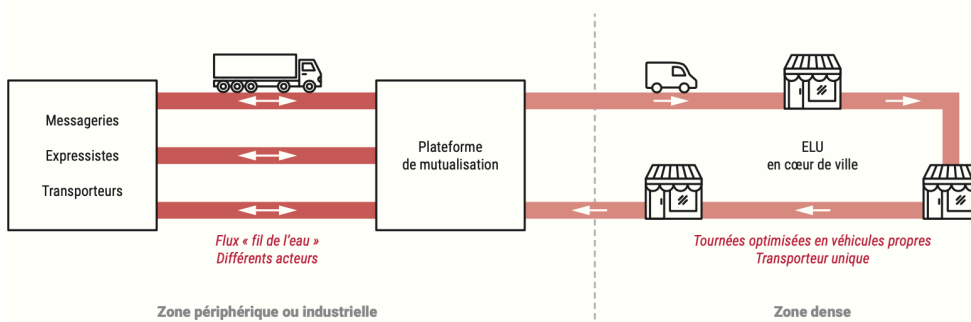 Messageries
Expressistes
Transporteurs
Plateforme
de mutualisation
ELU
en cœur de ville
Flux « fil de l’eau »
Différents acteurs
Tournées optimisées en véhicules propres
Transporteur unique
Zone périphérique ou industrielle
Zone dense